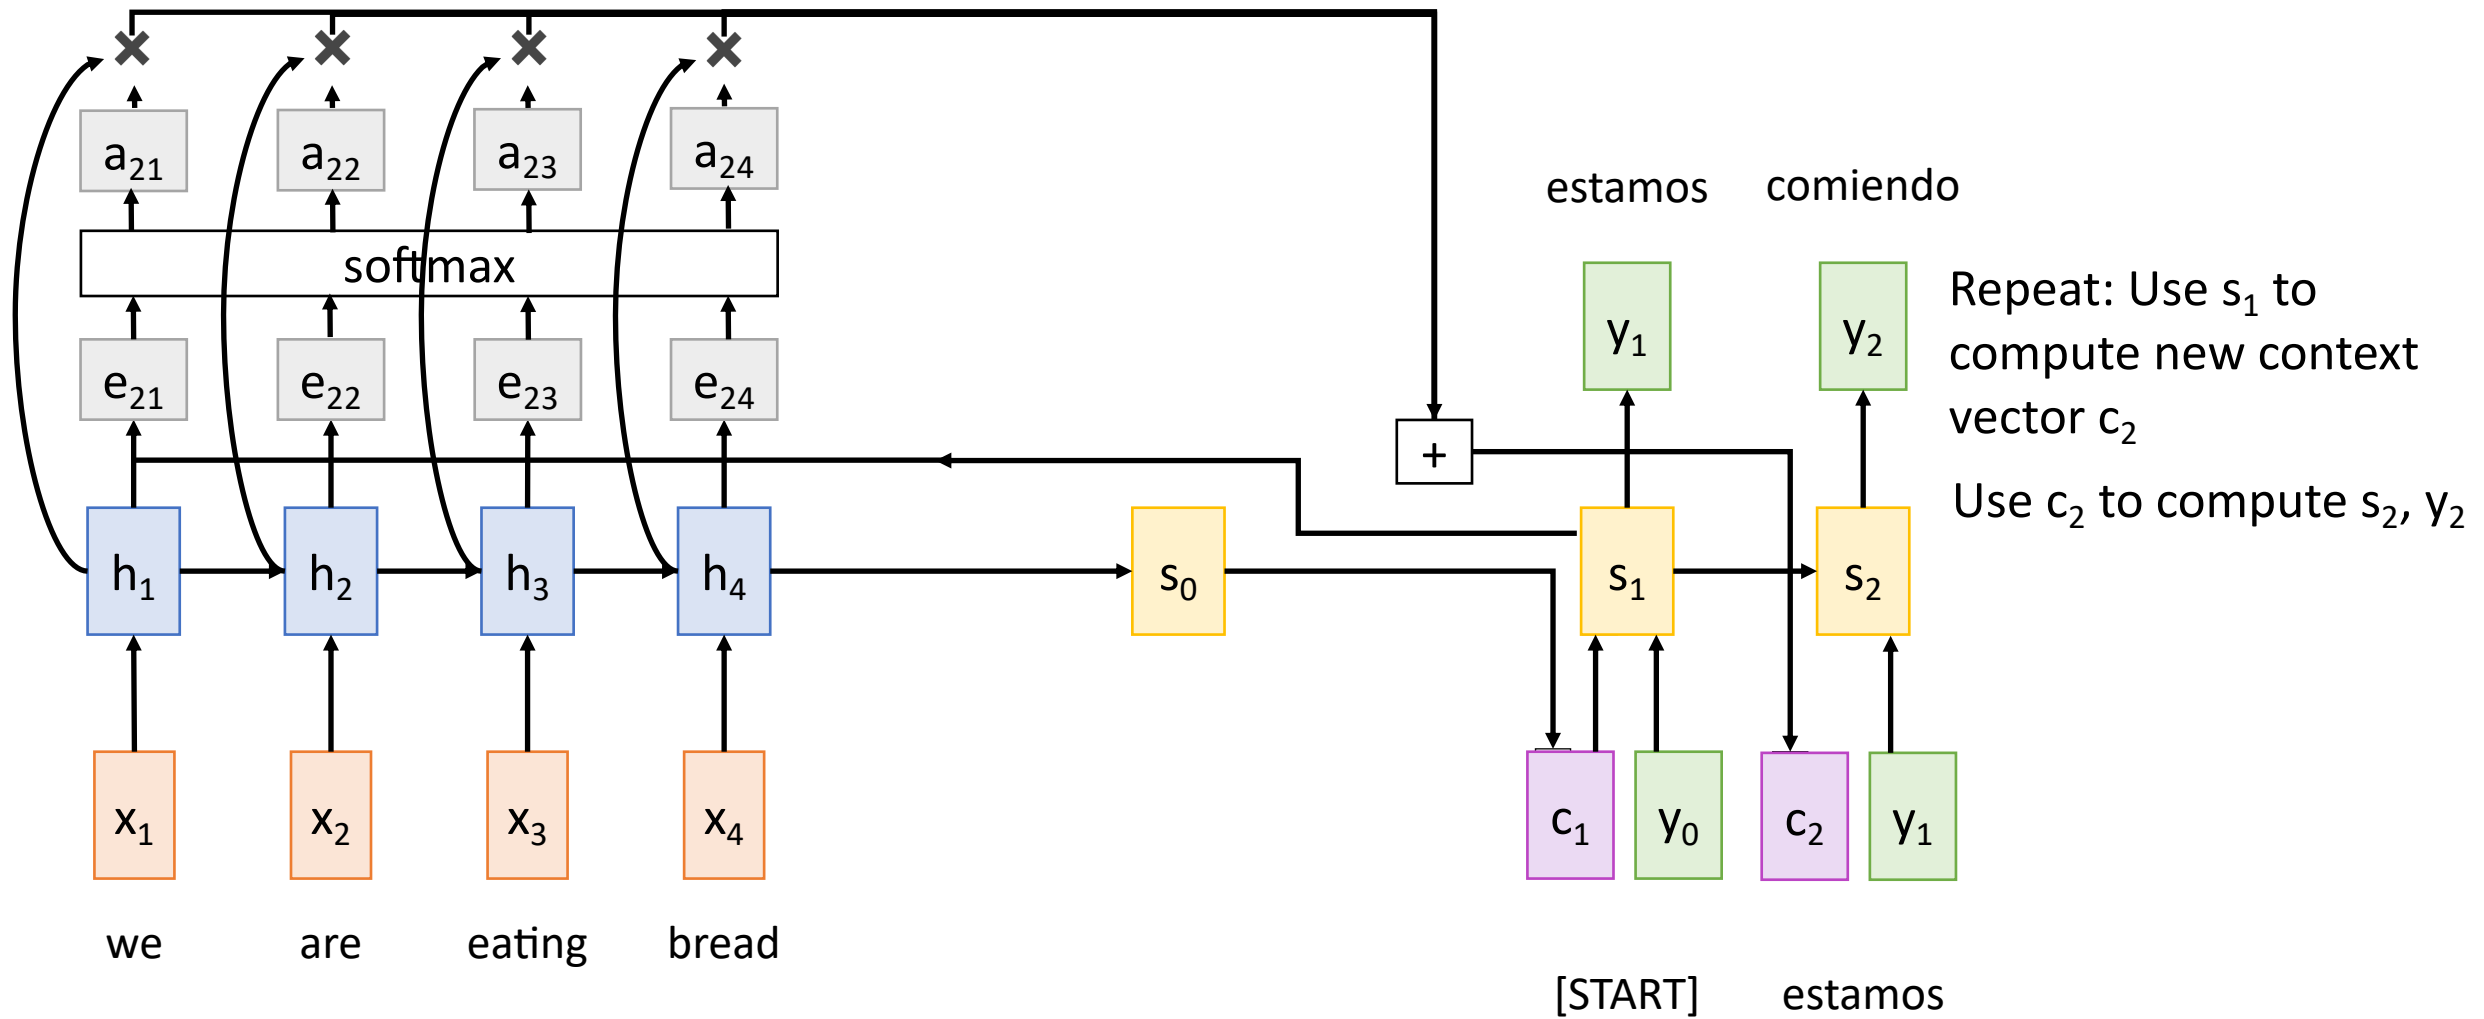 a21 a22 a23 a24
estamos comiendo
softmax
Repeat: Use s1 to
compute new context
vector c2
y1 y2
e21 e22 e23 e24
+
Use c2 to compute s2, y2
h1 h2 h3 h4 s0 s1 s2
x1 x2 x3 x4 c1 y0 c2 y1
we are eating bread
[START] estamos